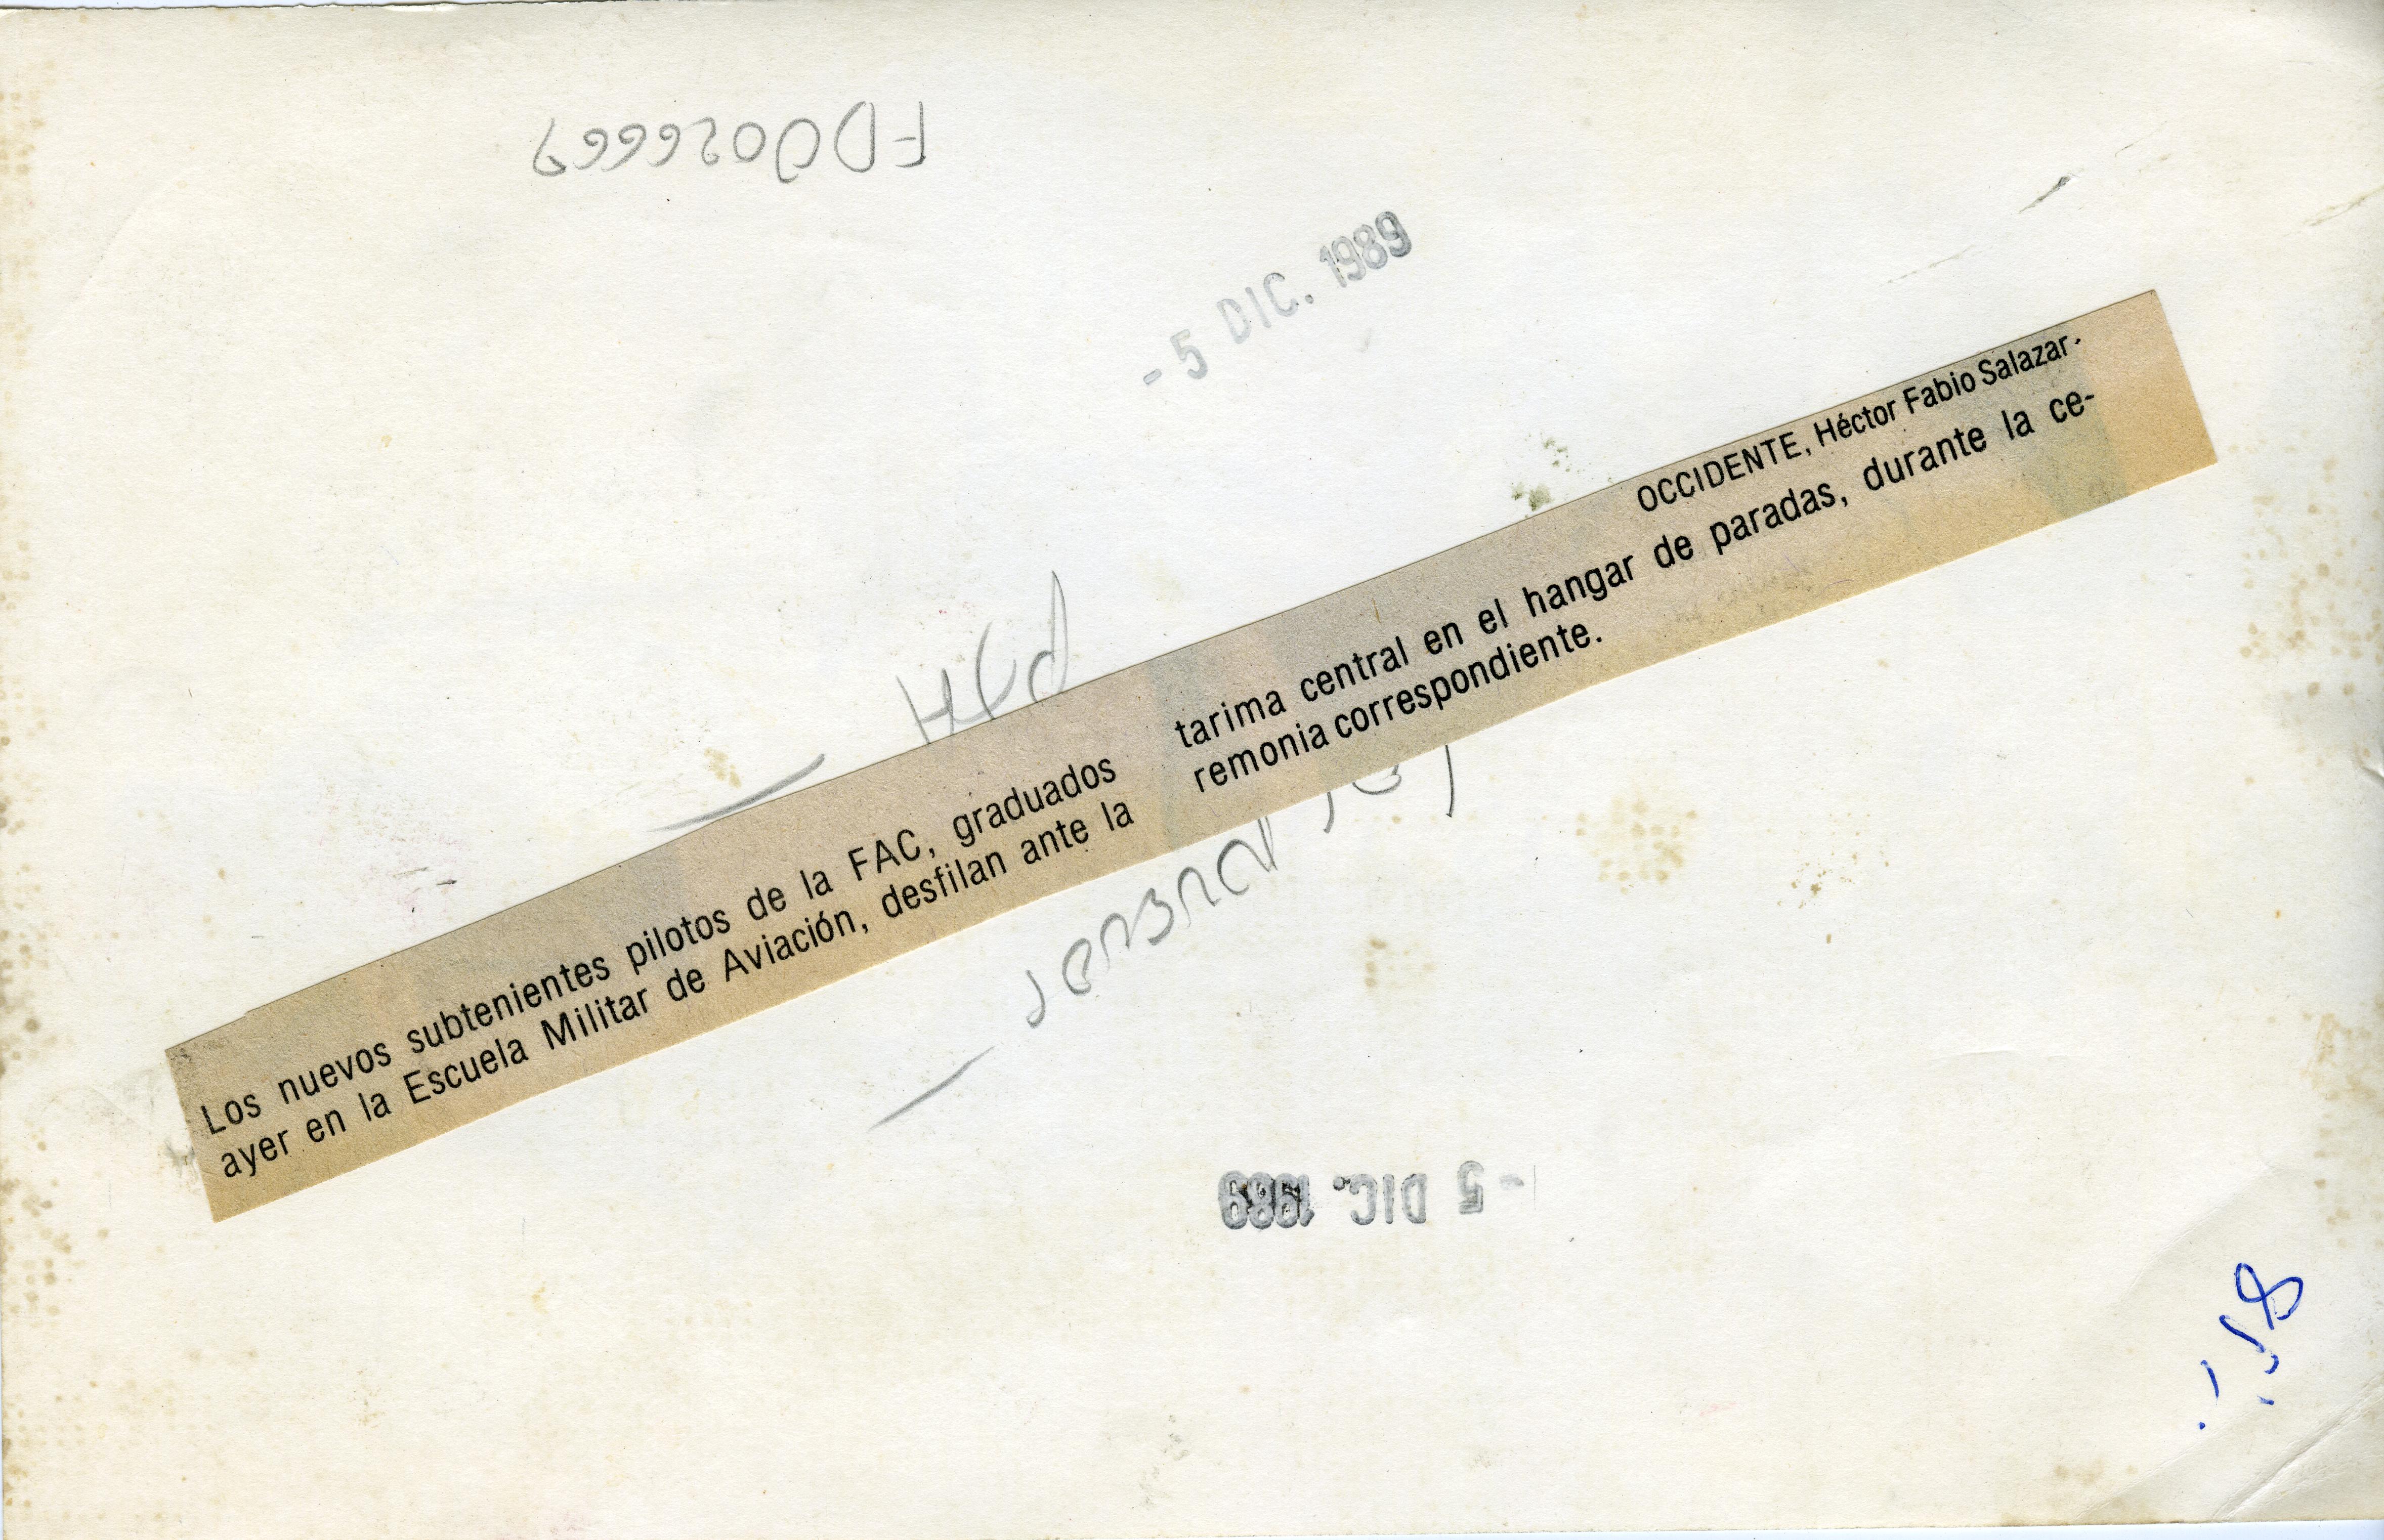 FD0026669
- 5 DIC. 1989
OCCIDENTE, Héctor Fabio Salazar.
Los nuevos subtenientes pilotos de la FAC, graduados
ayer en la Escuela Militar de Aviación, desfilan ante la
tarima central en el hangar de paradas, durante la ce-
remonia correspondiente.
- 5 DIC. 1989